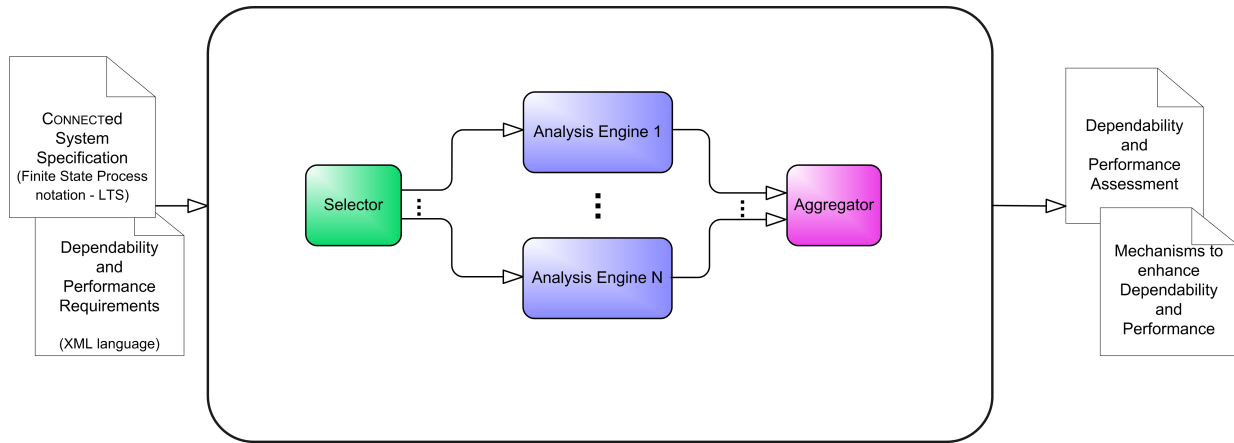 CONNECTed
System
Specification
(Finite State Process
notation - LTS)
Dependability
and
Performance
Requirements
(XML language)
Selector
Analysis Engine 1
Analysis Engine N
Aggregator
Dependability
and
Performance
Assessment
Mechanisms to
enhance
Dependability
and
Performance